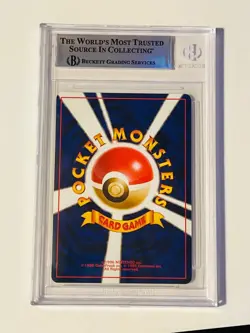 THE WORLD'S MOST TRUSTED
SOURCE IN COLLECTING®
BECKETT GRADING SERVICES
POCKET MONSTERS
CARD GAME